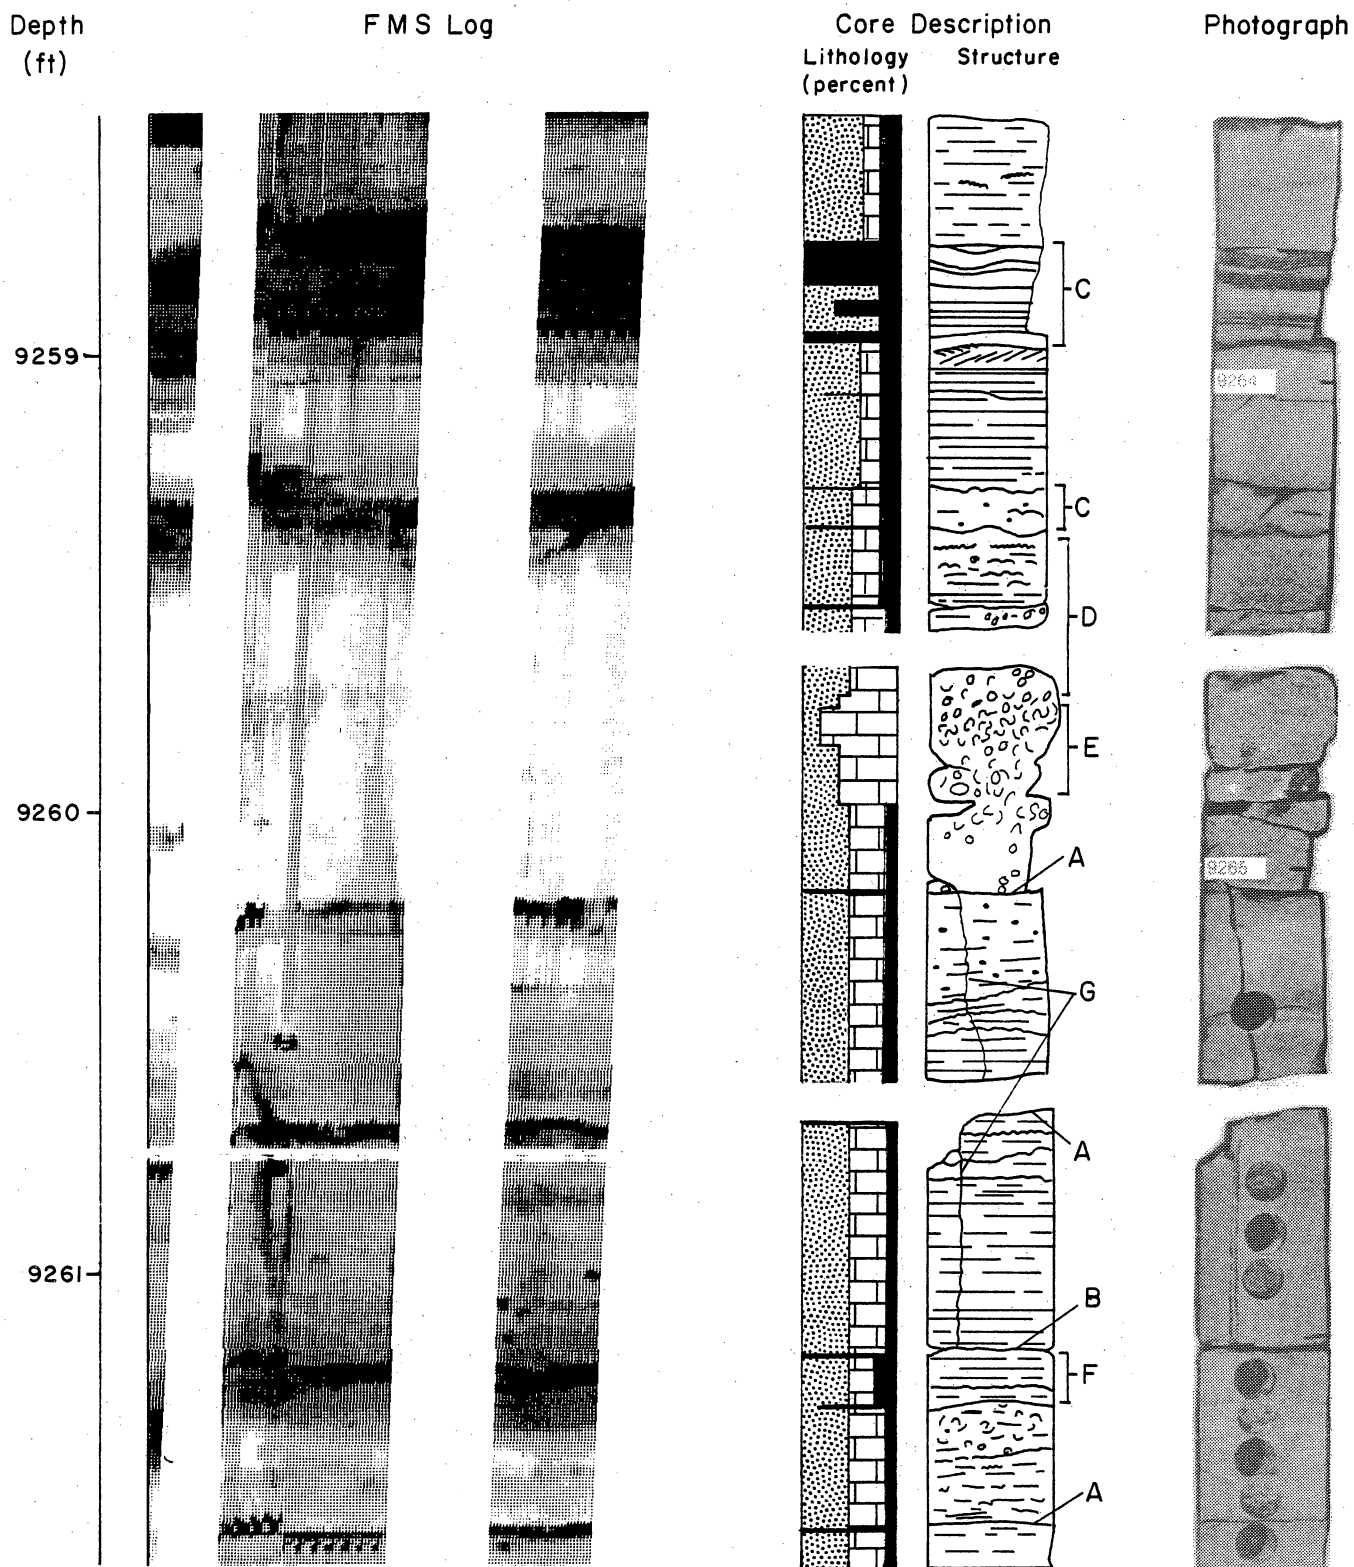 Depth
(ft)
FMS Log
Core Description
Lithology
(percent)
Structure
Photograph
C
9259
9264
C
D
E
9260
A
9265
G
A
9261
B
F
A